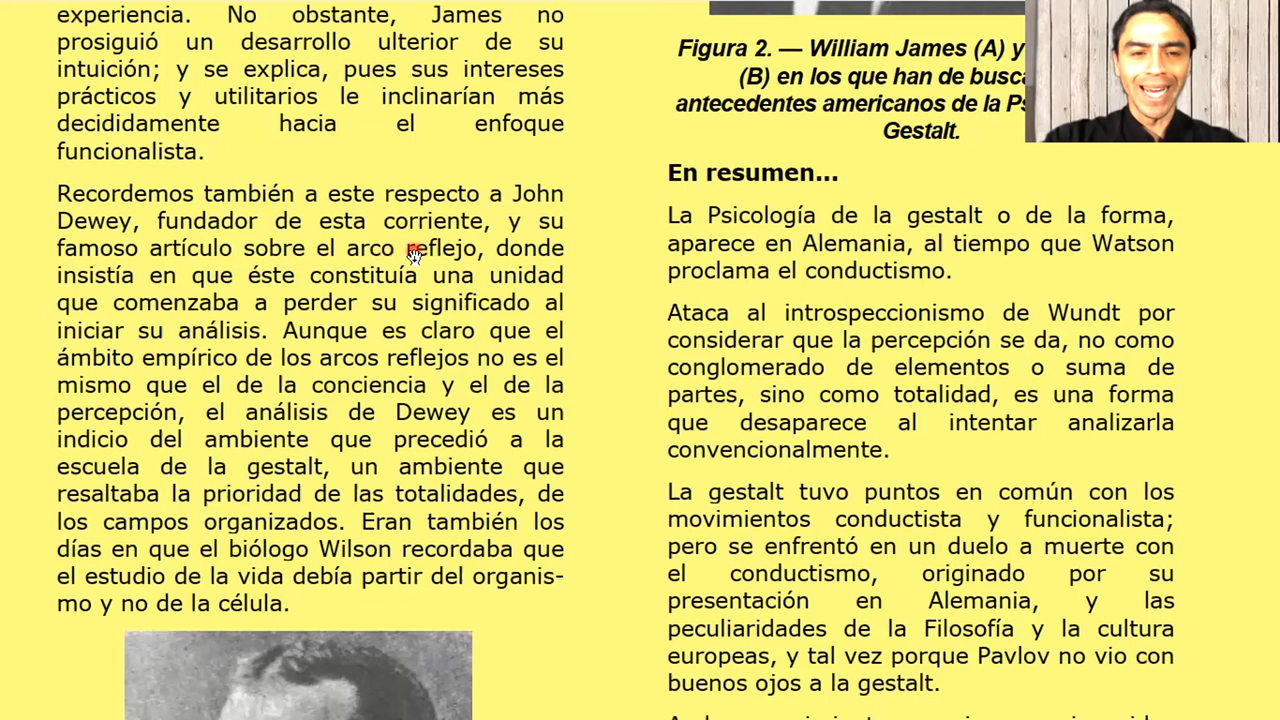 experiencia. No obstante, James no
prosiguió un desarrollo ulterior de su
intuición; y se explica, pues sus intereses
prácticos y utilitarios le inclinarían más
decididamente hacia el enfoque
funcionalista.
Recordemos también a este respecto a John
Dewey, fundador de esta corriente, y su
famoso artículo sobre el arco reflejo, donde
insistía en que éste constituía una unidad
que comenzaba a perder su significado al
iniciar su análisis. Aunque es claro que el
ámbito empírico de los arcos reflejos no es el
mismo que el de la conciencia y el de la
percepción, el análisis de Dewey es un
indicio del ambiente que precedió a la
escuela de la gestalt, un ambiente que
resaltaba la prioridad de las totalidades, de
los campos organizados. Eran también los
días en que el biólogo Wilson recordaba que
el estudio de la vida debía partir del organis-
mo y no de la célula.
Figura 2. — William James (A) y
(B) en los que han de
antecedentes americanos de la
Gestalt.
En resumen...
La Psicología de la gestalt o de la forma,
aparece en Alemania, al tiempo que Watson
proclama el conductismo.
Ataca al introspeccionismo de Wundt por
considerar que la percepción se da, no como
conglomerado de elementos o suma de
partes, sino como totalidad, es una forma
que desaparece al intentar analizarla
convencionalmente.
La gestalt tuvo puntos en común con los
movimientos conductista y funcionalista;
pero se enfrentó en un duelo a muerte con
el conductismo, originado por su
presentación en Alemania, y las
peculiaridades de la Filosofía y la cultura
europeas, y tal vez porque Pavlov no vio con
buenos ojos a la gestalt.